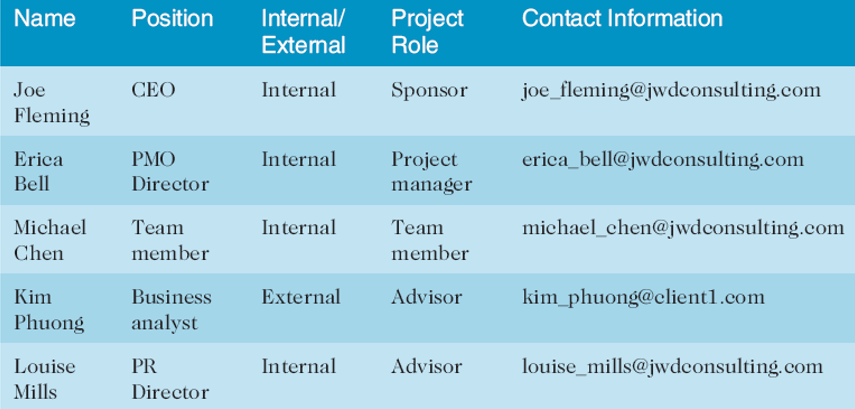 Name Position Internal/ Project Contact Information
External Role
Joe CEO Internal Sponsor joe_fleming@jwdconsulting.com
Fleming
Erica PMO Internal Project erica_bell@jwdconsulting.com
Bell Director manager
Michael Team Internal Team michael_chen@jwdconsulting.com
Chen member member
Kim Business External Advisor kim_phuong@client1.com
Phuong analyst
Louise PR Internal Advisor louise_mills@jwdconsulting.com
Mills Director